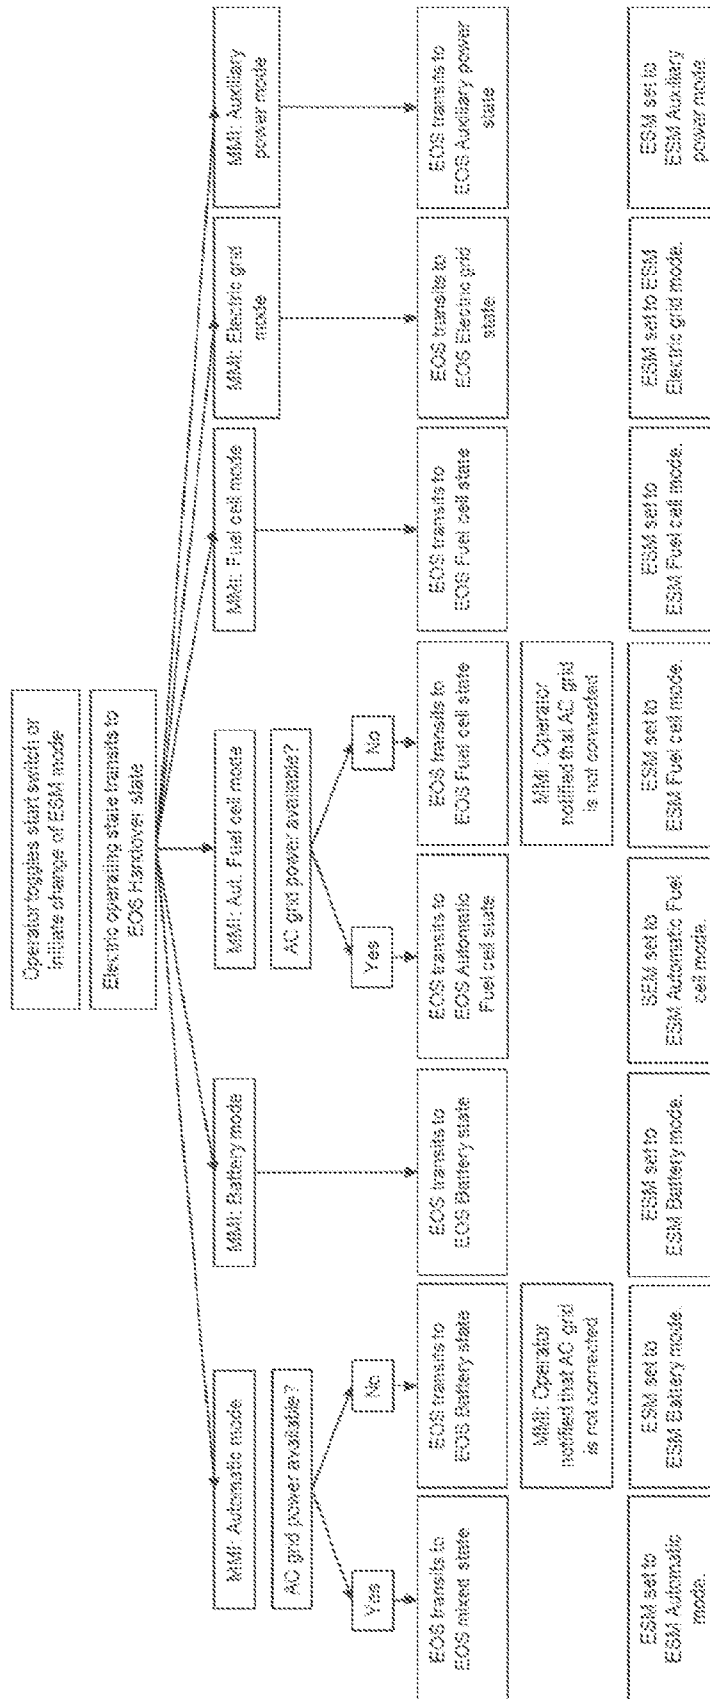 Operator toggles start switch or
initiate change of ESM mode
Electric operating state transits to
EOS Handover state
MMI: Automatic mode
MMI: Battery mode
MMI: Aut. Fuel cell mode
MMI: Fuel cell mode
MMI: Electric grid
mode
MMI: Auxiliary
power mode
AC grid power available?
AC grid power available?
Yes
No
Yes
No
EOS transits to
EOS mixed state
EOS transits to
EOS Battery state
EOS transits to
EOS Battery state
EOS transits to
EOS Automatic
Fuel cell state
EOS transits to
EOS Fuel cell state
EOS transits to
EOS Fuel cell state
EOS transits to
EOS Electric grid
state
EOS transits to
EOS Auxiliary power
state
MMI: Operator
notified that AC grid
is not connected
MMI: Operator
notified that AC grid
is not connected
ESM set to
ESM Automatic
mode.
ESM set to
ESM Battery mode.
ESM set to
ESM Battery mode.
SEM set to
ESM Automatic Fuel
cell mode.
ESM set to
ESM Fuel cell mode.
ESM set to
ESM Fuel cell mode.
ESM set to ESM
Electric grid mode.
ESM set to
ESM Auxiliary
power mode